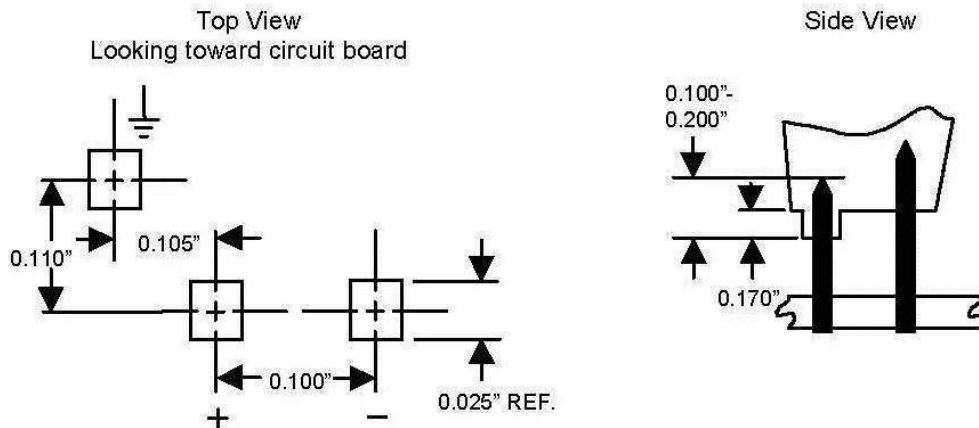 Top View
Looking toward circuit board
0.110"
0.105"
0.100"
0.025" REF.
+
−
Side View
0.100"-
0.200"
0.170"